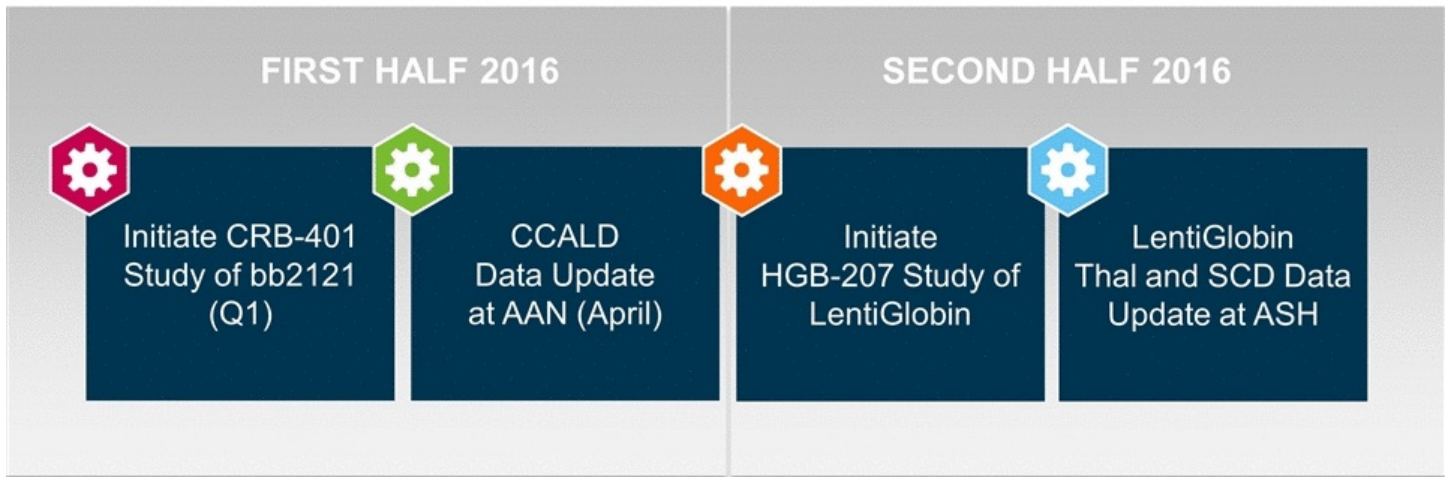 FIRST HALF 2016
SECOND HALF 2016
Initiate CRB-401
Study of bb2121
(Q1)
CCALD
Data Update
at AAN (April)
Initiate
HGB-207 Study of
LentiGlobin
LentiGlobin
Thal and SCD Data
Update at ASH